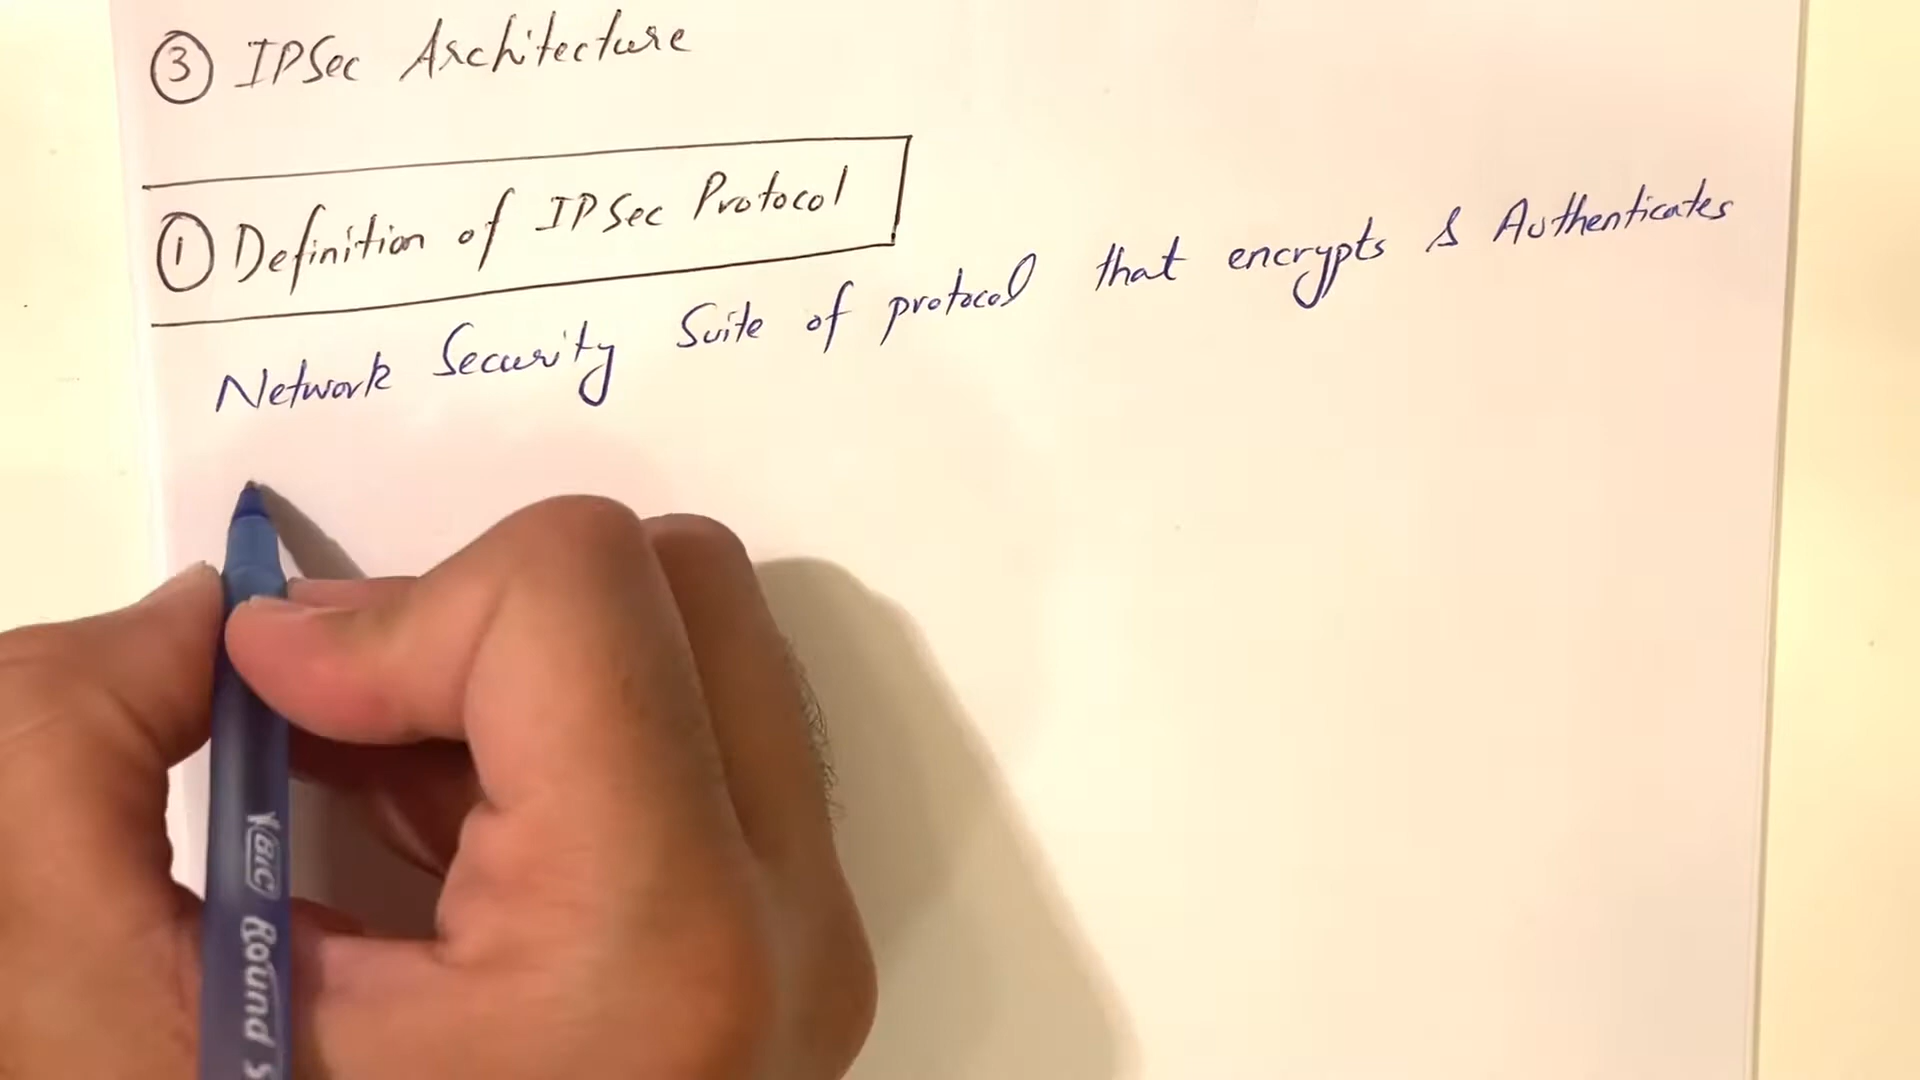 ③ IPSec Architecture
① Definition of IPSec Protocol
Network Security Suite of protocol that encrypts & Authenticates
BIC Round S